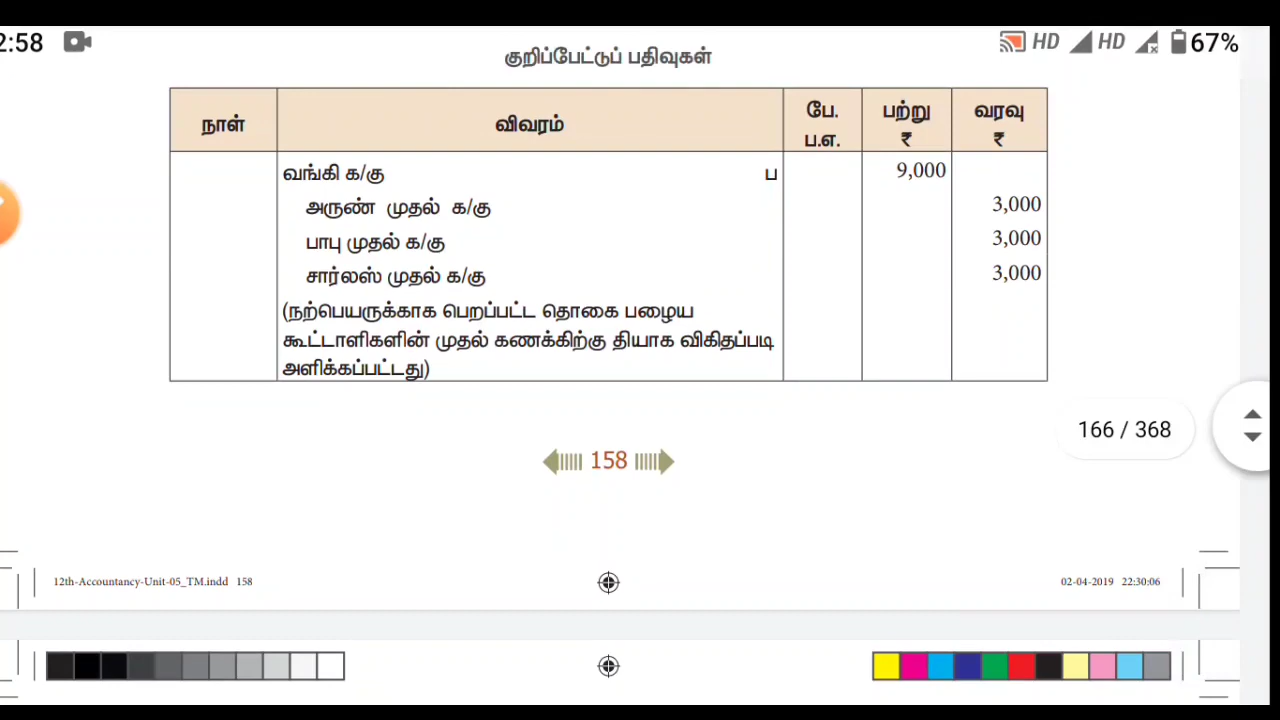 2:58 HD HD 67%
குறிப்பேட்டுப் பதிவுகள்
நாள் விவரம் பே. ப.எ. பற்று ₹ வரவு ₹
வங்கி க/கு ப 9,000
அருண் முதல் க/கு 3,000
பாபு முதல் க/கு 3,000
சார்லஸ் முதல் க/கு 3,000
(நற்பெயருக்காக பெறப்பட்ட தொகை பழைய
கூட்டாளிகளின் முதல் கணக்கிற்கு தியாக விகிதப்படி
அளிக்கப்பட்டது)
166 / 368
158
12th-Accountancy-Unit-05_TM.indd 158 02-04-2019 22:30:06